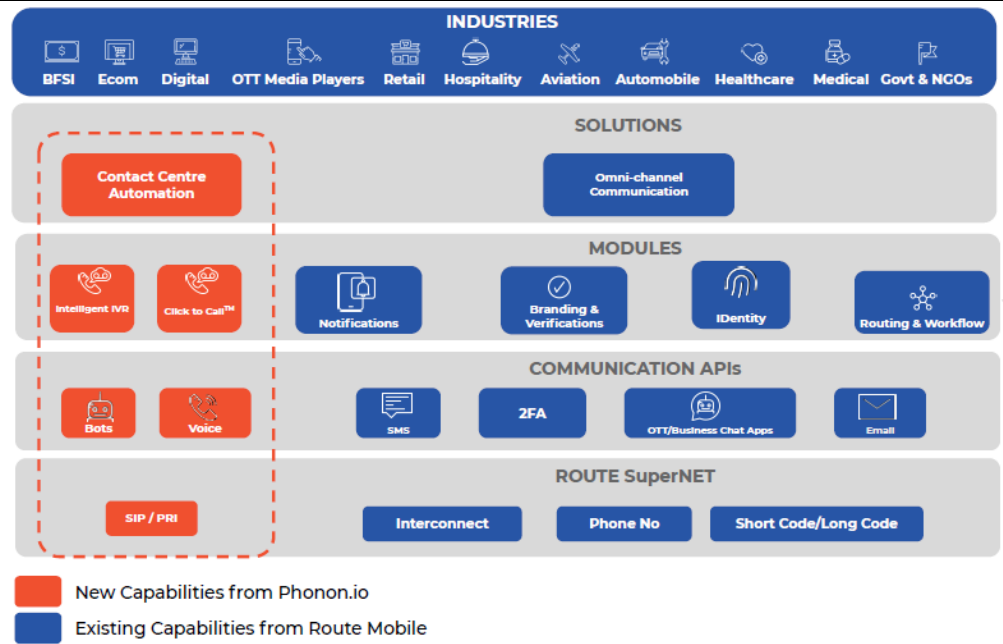 INDUSTRIES
$
BFSI
Ecom
Digital
OTT Media Players
Retail
Hospitality
Aviation
Automobile
Healthcare
Medical
Govt & NGOs
SOLUTIONS
Contact Centre
Automation
Omni-channel
Communication
MODULES
Intelligent IVR
Click to Call™
Notifications
Branding &
Verifications
IDentity
Routing & Workflow
COMMUNICATION APIs
Bots
Voice
SMS
2FA
OTT/Business Chat Apps
Email
ROUTE SuperNET
SIP / PRI
Interconnect
Phone No
Short Code/Long Code
New Capabilities from Phonon.io
Existing Capabilities from Route Mobile